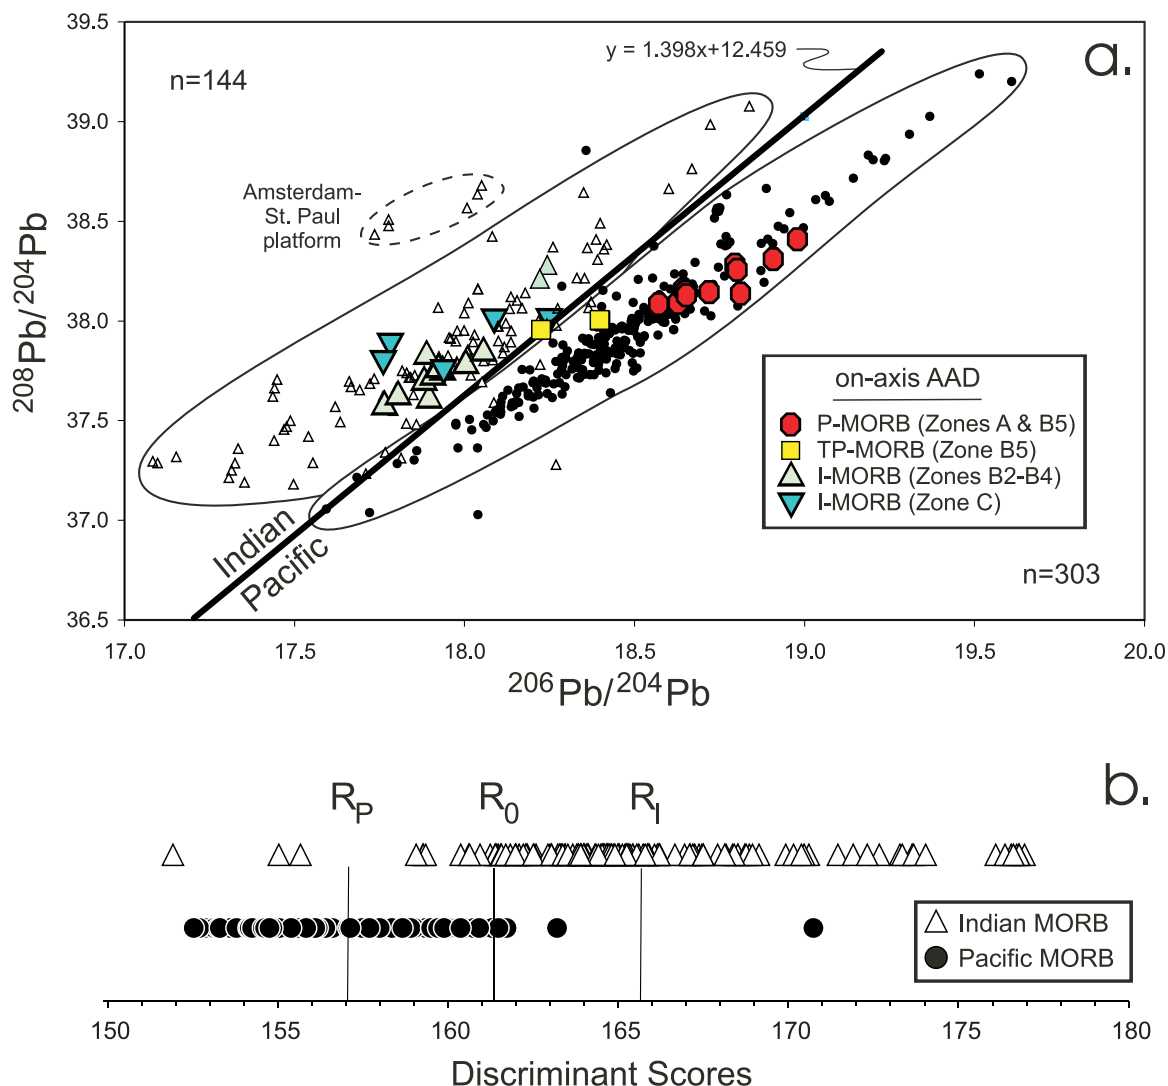 a.
y = 1.398x+12.459
n=144
Amsterdam-
St. Paul
platform
Indian
Pacific
on-axis AAD
P-MORB (Zones A & B5)
TP-MORB (Zone B5)
I-MORB (Zones B2-B4)
I-MORB (Zone C)
n=303
39.5
39.0
38.5
38.0
37.5
37.0
36.5
208Pb/204Pb
17.0 17.5 18.0 18.5 19.0 19.5 20.0
206Pb/204Pb
b.
RP R0 RI
Indian MORB
Pacific MORB
150 155 160 165 170 175 180
Discriminant Scores